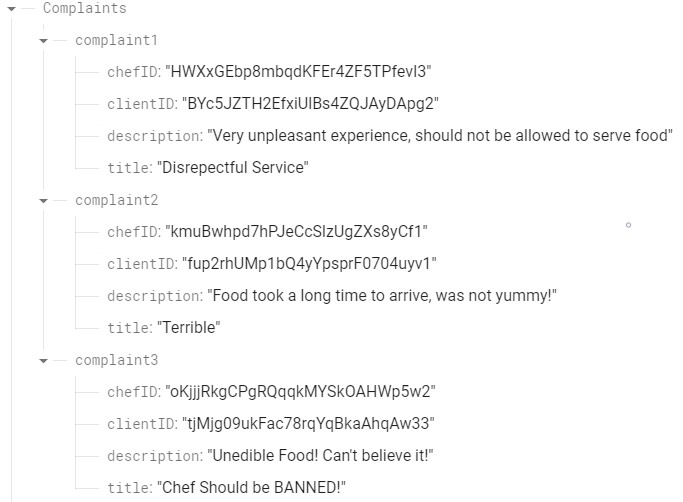 Complaints
complaint1
chefID: "HWXxGEbp8mbqdKFEr4ZF5TPfevI3"
clientID: "BYc5JZTH2EfxiUIBs4ZQJAyDApg2"
description: "Very unpleasant experience, should not be allowed to serve food"
title: "Disrepectful Service"
complaint2
chefID: "kmuBwhpd7hPJeCcSIzUgZXs8yCf1"
clientID: "fup2rhUMp1bQ4yYpsprF0704uyv1"
description: "Food took a long time to arrive, was not yummy!"
title: "Terrible"
complaint3
chefID: "oKjjjRkgCPgRQqqkMYSkOAHWp5w2"
clientID: "tjMjg09ukFac78rqYqBkaAhqAw33"
description: "Unedible Food! Can't believe it!"
title: "Chef Should be BANNED!"